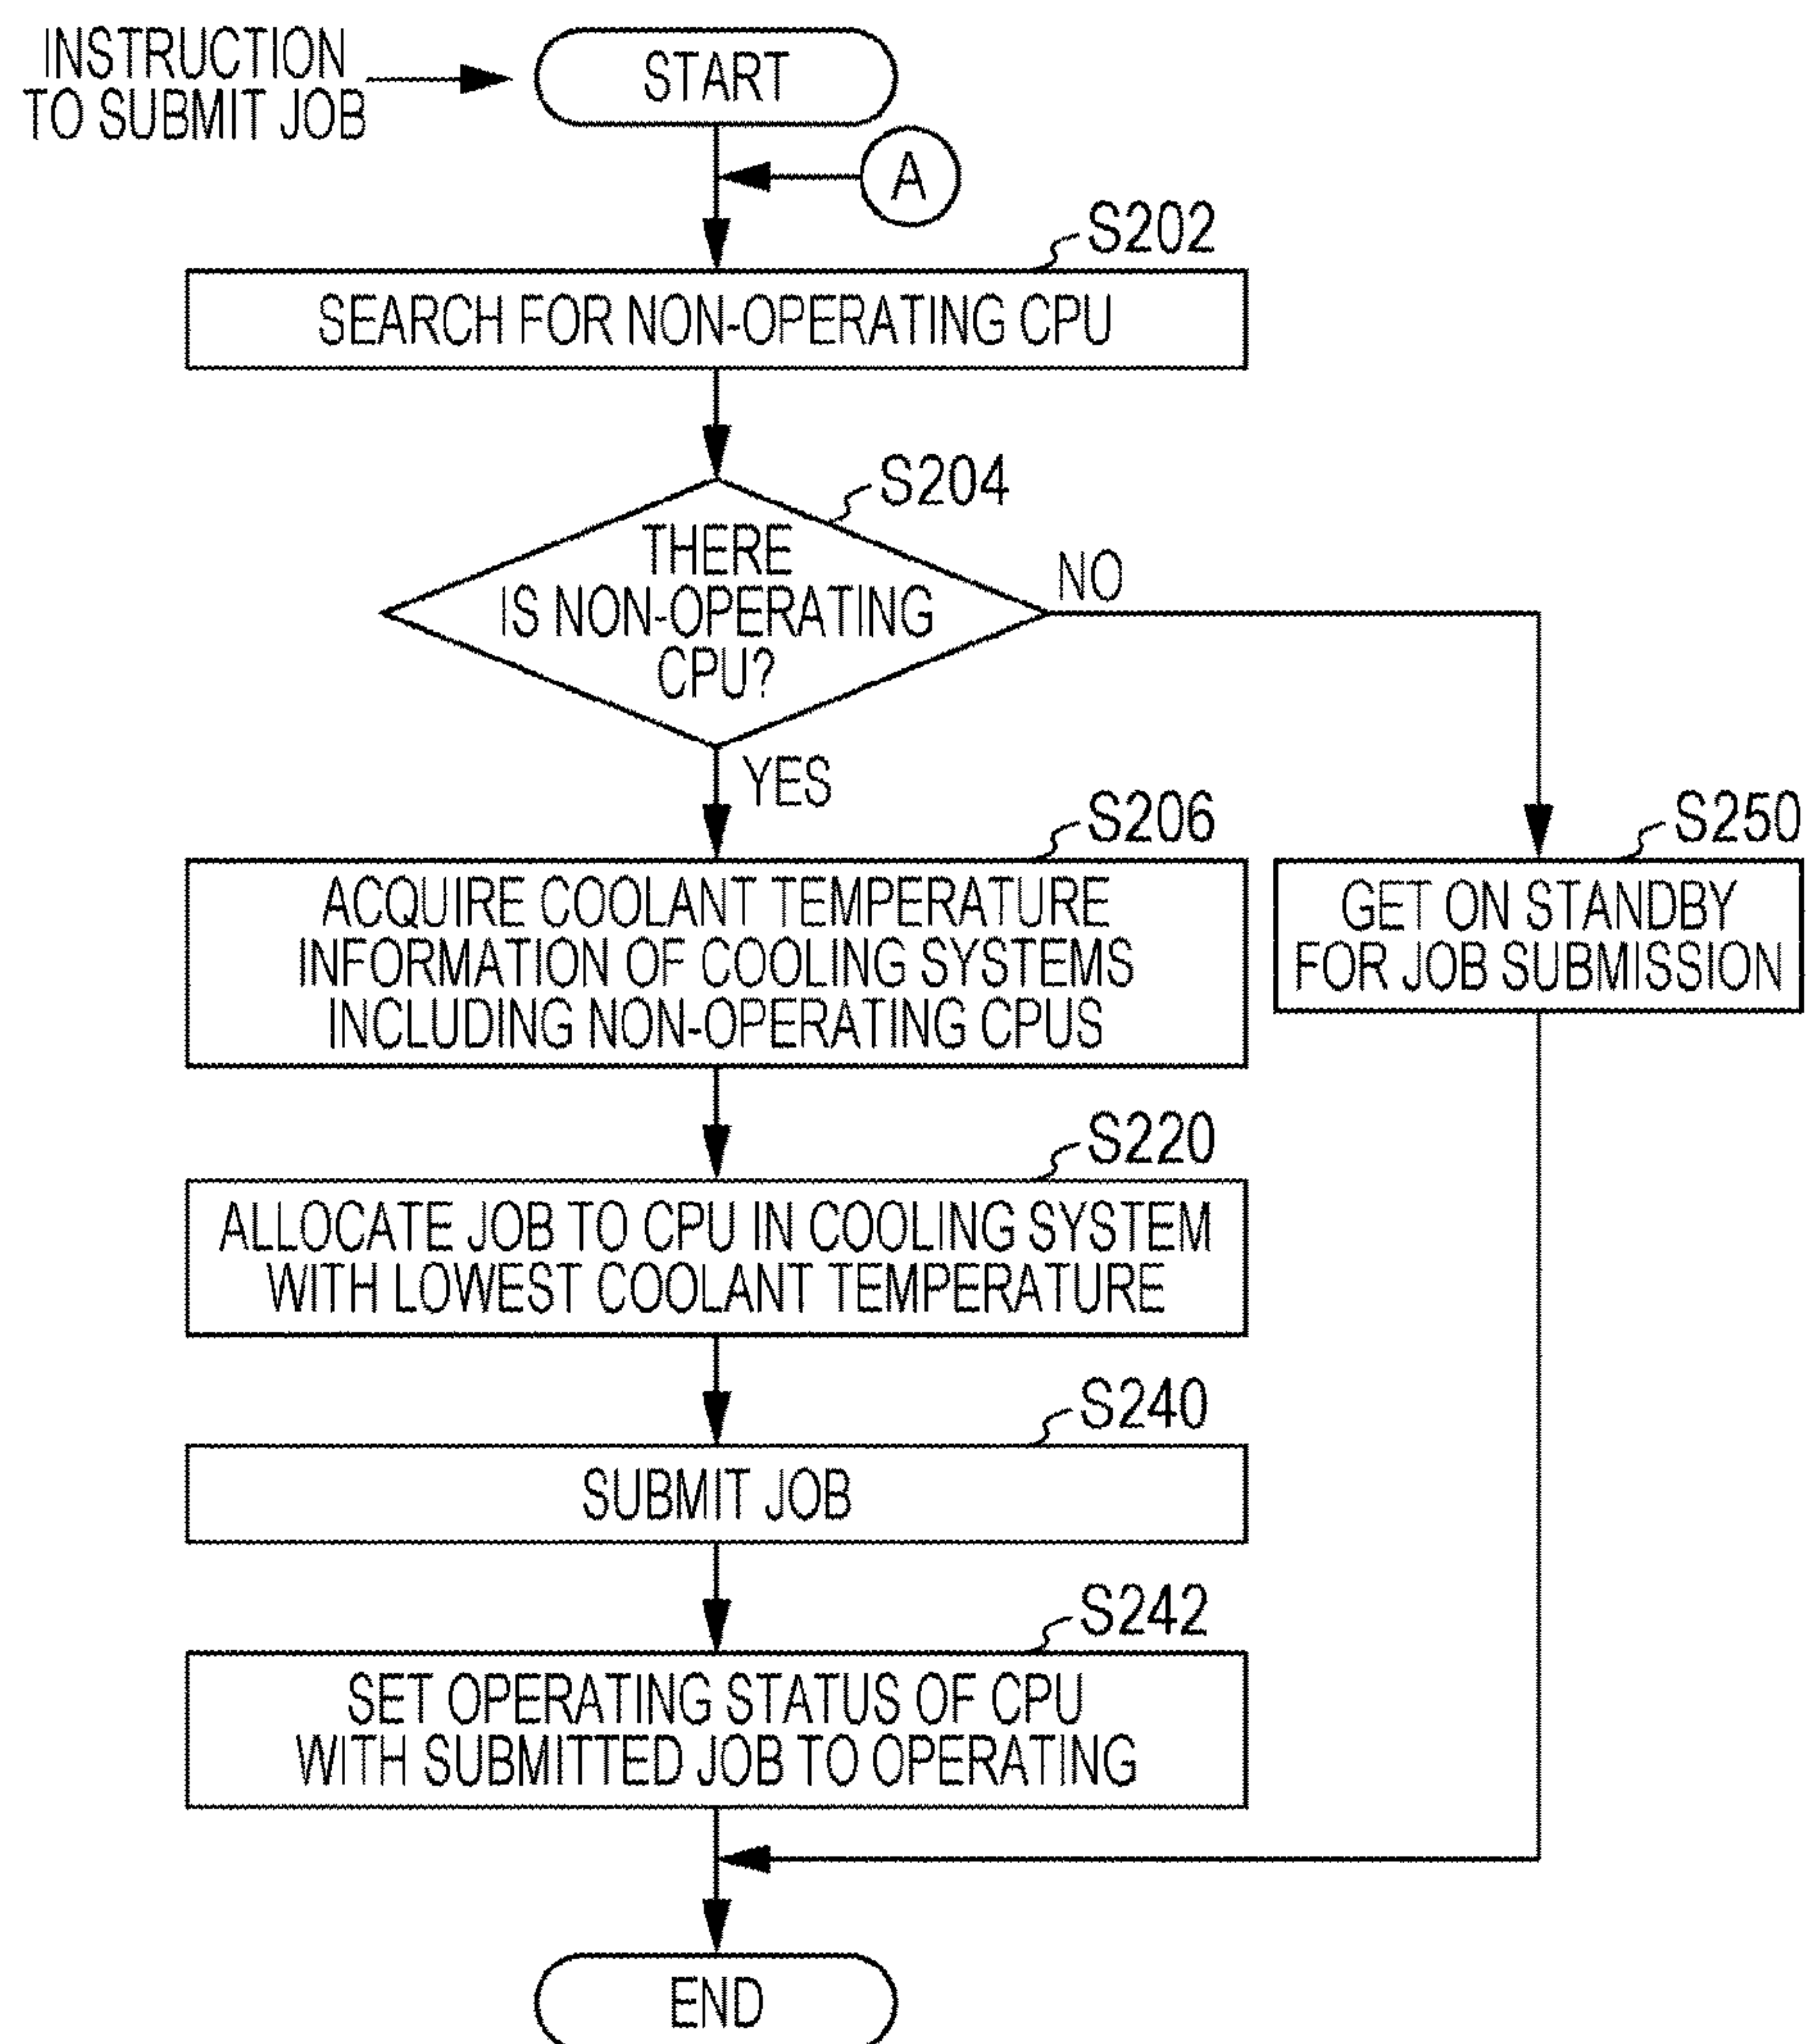 INSTRUCTION
TO SUBMIT JOB
START
A
S202
SEARCH FOR NON-OPERATING CPU
S204
THERE
IS NON-OPERATING
CPU?
NO
YES
S206
ACQUIRE COOLANT TEMPERATURE
INFORMATION OF COOLING SYSTEMS
INCLUDING NON-OPERATING CPUS
S250
GET ON STANDBY
FOR JOB SUBMISSION
S220
ALLOCATE JOB TO CPU IN COOLING SYSTEM
WITH LOWEST COOLANT TEMPERATURE
S240
SUBMIT JOB
S242
SET OPERATING STATUS OF CPU
WITH SUBMITTED JOB TO OPERATING
END